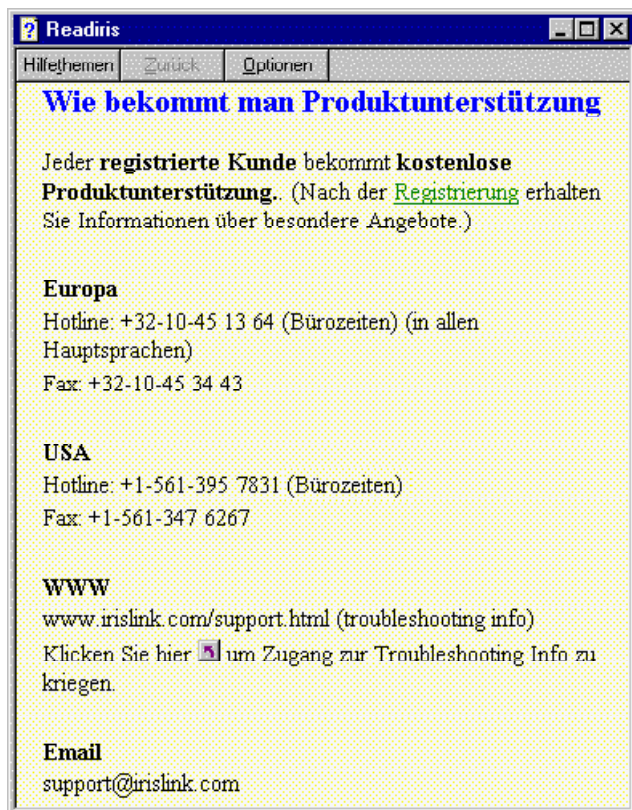 Readiris
Hilfethemen Zurück Optionen
Wie bekommt man Produktunterstützung
Jeder registrierte Kunde bekommt kostenlose
Produktunterstützung.. (Nach der Registrierung erhalten
Sie Informationen über besondere Angebote.)
Europa
Hotline: +32-10-45 13 64 (Bürozeiten) (in allen
Hauptsprachen)
Fax: +32-10-45 34 43
USA
Hotline: +1-561-395 7831 (Bürozeiten)
Fax: +1-561-347 6267
WWW
www.irislink.com/support.html (troubleshooting info)
Klicken Sie hier um Zugang zur Troubleshooting Info zu
kriegen.
Email
support@irislink.com